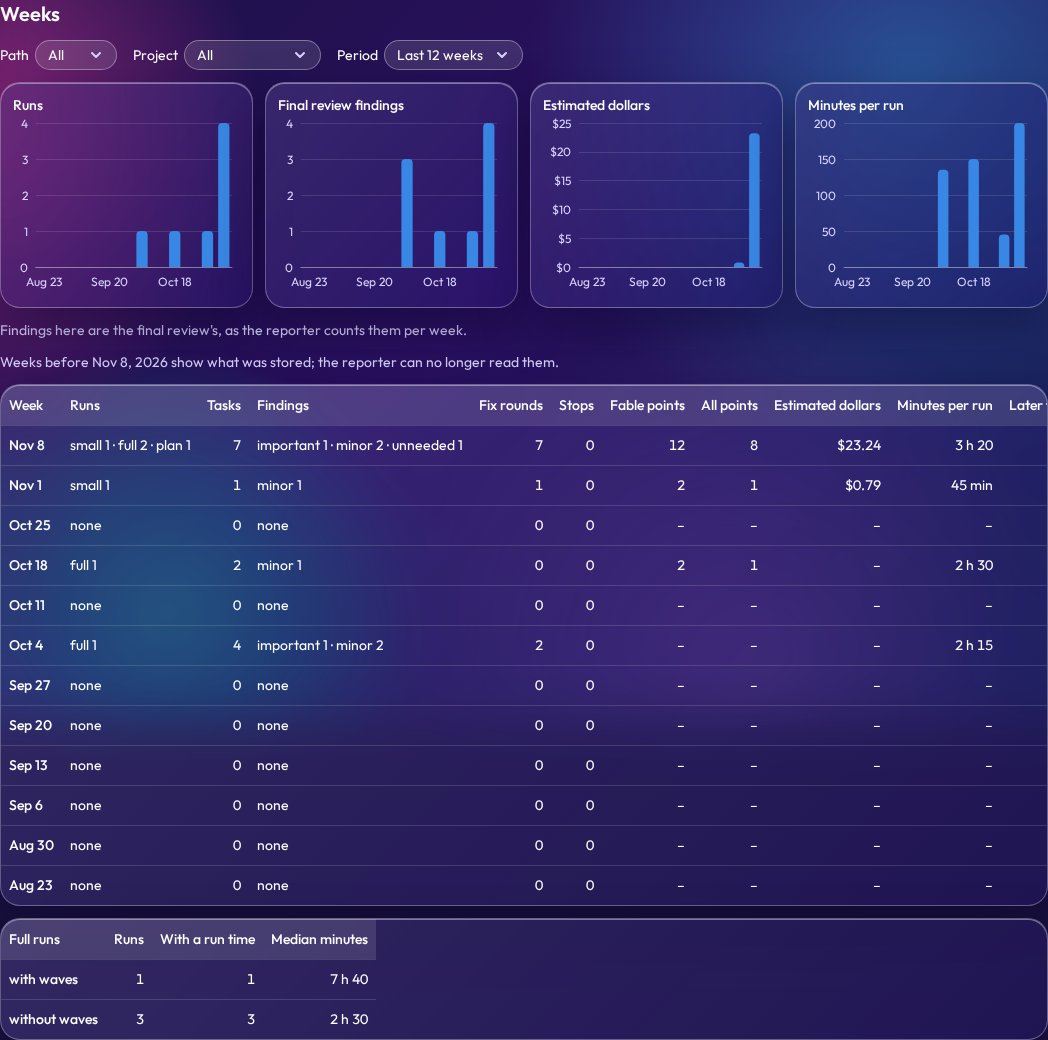 Weeks
Path All Project All Period Last 12 weeks
Runs
4
3
2
1
0
Aug 23 Sep 20 Oct 18
Final review findings
4
3
2
1
0
Aug 23 Sep 20 Oct 18
Estimated dollars
$25
$20
$15
$10
$5
$0
Aug 23 Sep 20 Oct 18
Minutes per run
200
150
100
50
0
Aug 23 Sep 20 Oct 18
Findings here are the final review's, as the reporter counts them per week.
Weeks before Nov 8, 2026 show what was stored; the reporter can no longer read them.
Week Runs Tasks Findings Fix rounds Stops Fable points All points Estimated dollars Minutes per run Later
Nov 8 small 1 · full 2 · plan 1 7 important 1 · minor 2 · unneeded 1 7 0 12 8 $23.24 3 h 20
Nov 1 small 1 1 minor 1 1 0 2 1 $0.79 45 min
Oct 25 none 0 none 0 0 – – – –
Oct 18 full 1 2 minor 1 0 0 2 1 – 2 h 30
Oct 11 none 0 none 0 0 – – – –
Oct 4 full 1 4 important 1 · minor 2 2 0 – – – 2 h 15
Sep 27 none 0 none 0 0 – – – –
Sep 20 none 0 none 0 0 – – – –
Sep 13 none 0 none 0 0 – – – –
Sep 6 none 0 none 0 0 – – – –
Aug 30 none 0 none 0 0 – – – –
Aug 23 none 0 none 0 0 – – – –
Full runs Runs With a run time Median minutes
with waves 1 1 7 h 40
without waves 3 3 2 h 30